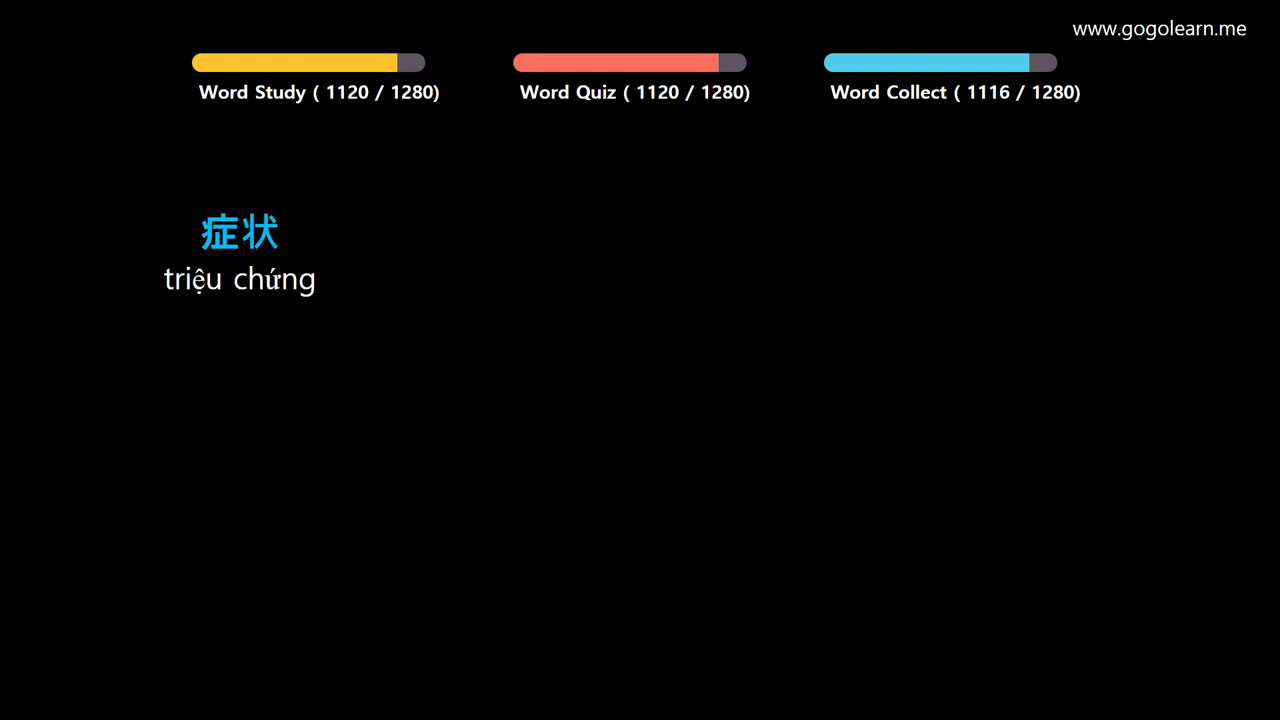 www.gogolearn.me
Word Study ( 1120 / 1280)
Word Quiz ( 1120 / 1280)
Word Collect ( 1116 / 1280)
症状
triệu chứng